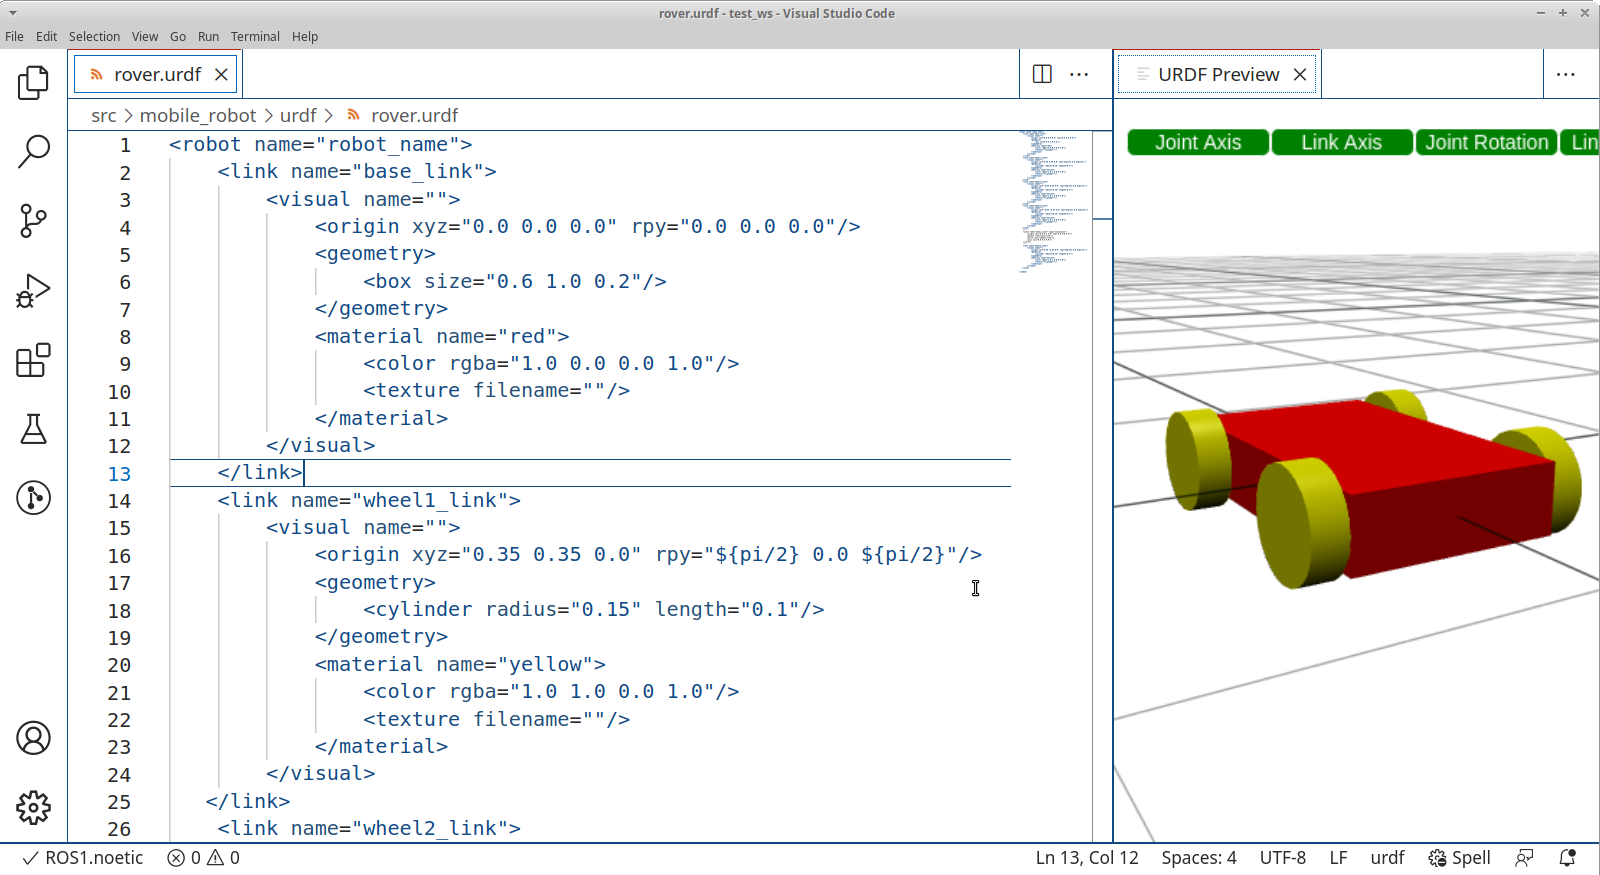 rover.urdf - test_ws - Visual Studio Code
File Edit Selection View Go Run Terminal Help
rover.urdf
URDF Preview
src > mobile_robot > urdf > rover.urdf
Joint Axis Link Axis Joint Rotation Lin
1 <robot name="robot_name">
2 <link name="base_link">
3 <visual name="">
4 <origin xyz="0.0 0.0 0.0" rpy="0.0 0.0 0.0"/>
5 <geometry>
6 <box size="0.6 1.0 0.2"/>
7 </geometry>
8 <material name="red">
9 <color rgba="1.0 0.0 0.0 1.0"/>
10 <texture filename=""/>
11 </material>
12 </visual>
13 </link>
14 <link name="wheel1_link">
15 <visual name="">
16 <origin xyz="0.35 0.35 0.0" rpy="${pi/2} 0.0 ${pi/2}"/>
17 <geometry>
18 <cylinder radius="0.15" length="0.1"/>
19 </geometry>
20 <material name="yellow">
21 <color rgba="1.0 1.0 0.0 1.0"/>
22 <texture filename=""/>
23 </material>
24 </visual>
25 </link>
26 <link name="wheel2_link">
ROS1.noetic 0 0 Ln 13, Col 12 Spaces: 4 UTF-8 LF urdf Spell